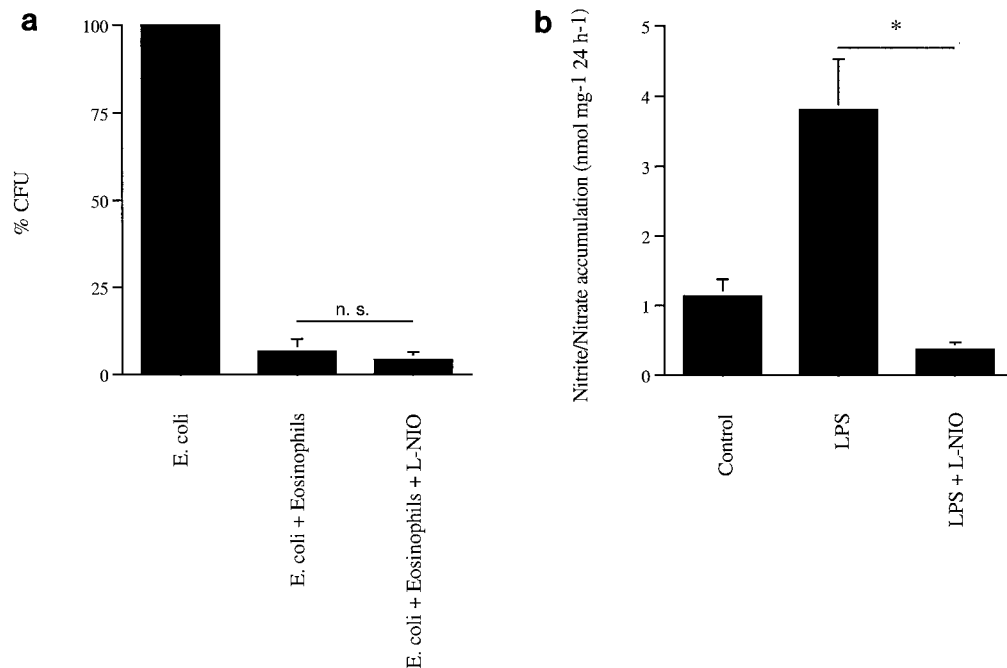 a
% CFU
100
75
50
25
0
n. s.
E. coli
E. coli + Eosinophils
E. coli + Eosinophils + L-NIO
b
Nitrite/Nitrate accumulation (nmol mg-1 24 h-1)
5
4
3
2
1
0
*
Control
LPS
LPS + L-NIO